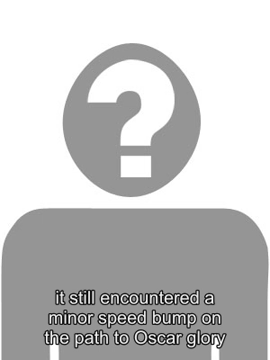 ?
it still encountered a
minor speed bump on
the path to Oscar glory